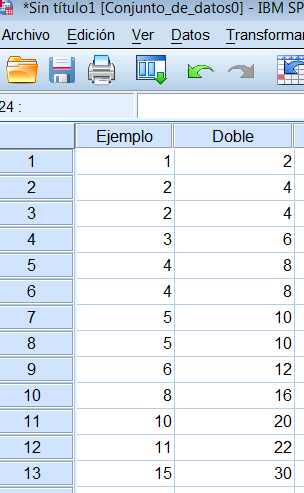 *Sin título1 [Conjunto_de_datos0] - IBM SP
Archivo Edición Ver Datos Transformar
24 :
Ejemplo Doble
1 1 2
2 2 4
3 2 4
4 3 6
5 4 8
6 4 8
7 5 10
8 5 10
9 6 12
10 8 16
11 10 20
12 11 22
13 15 30